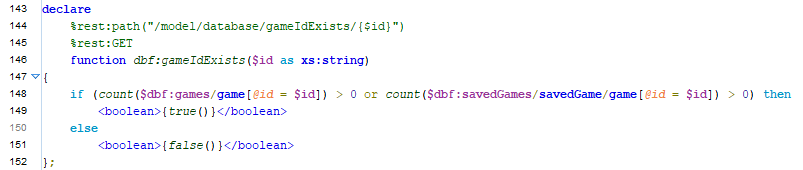 143 declare
144 %rest:path("/model/database/gameIdExists/{$id}")
145 %rest:GET
146 function dbf:gameIdExists($id as xs:string)
147 {
148 if (count($dbf:games/game[@id = $id]) > 0 or count($dbf:savedGames/savedGame/game[@id = $id]) > 0) then
149 <boolean>{true()}</boolean>
150 else
151 <boolean>{false()}</boolean>
152 };